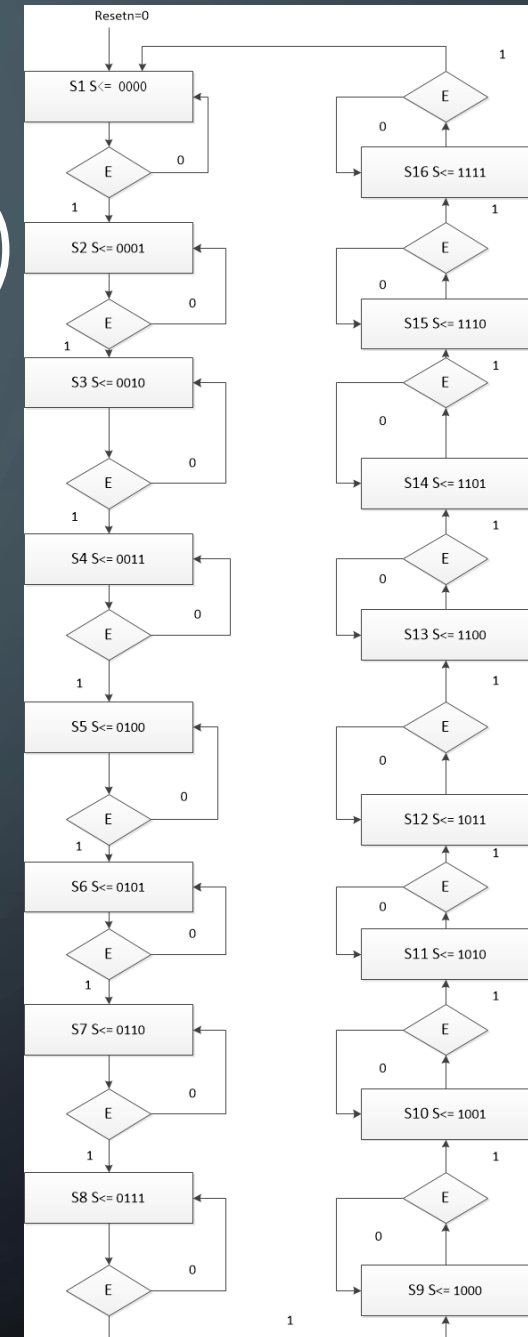 Resetn=0
S1 S<= 0000
E
0
1
S2 S<= 0001
E
0
1
S3 S<= 0010
E
0
1
S4 S<= 0011
E
0
1
S5 S<= 0100
E
0
1
S6 S<= 0101
E
0
1
S7 S<= 0110
E
0
1
S8 S<= 0111
E
0
1
S9 S<= 1000
E
0
1
S10 S<= 1001
E
0
1
S11 S<= 1010
E
0
1
S12 S<= 1011
E
0
1
S13 S<= 1100
E
0
1
S14 S<= 1101
E
0
1
S15 S<= 1110
E
0
1
S16 S<= 1111
E
0
1